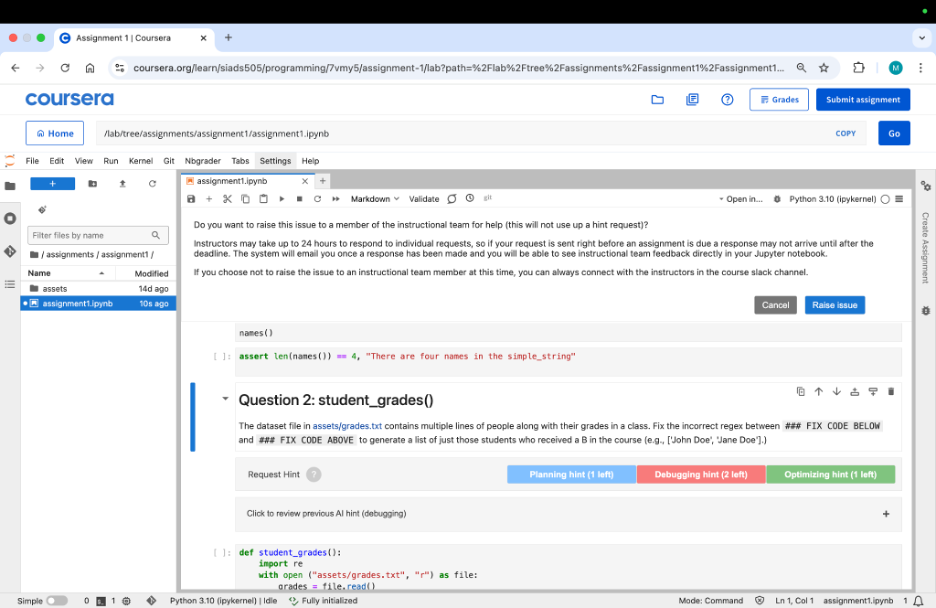 Assignment 1 | Coursera
coursera.org/learn/siads505/programming/7vmy5/assignment-1/lab?path=%2Flab%2Ftree%2Fassignments%2Fassignment1%2Fassignment1...
M
coursera
Grades
Submit assignment
Home
/lab/tree/assignments/assignment1/assignment1.ipynb
COPY
Go
File Edit View Run Kernel Git Nbgrader Tabs Settings Help
assignment1.ipynb
Markdown
Validate
git
Open in...
Python 3.10 (ipykernel)
Filter files by name
/ assignments / assignment1 /
Name Modified
assets 14d ago
assignment1.ipynb 10s ago
Do you want to raise this issue to a member of the instructional team for help (this will not use up a hint request)?
Instructors may take up to 24 hours to respond to individual requests, so if your request is sent right before an assignment is due a response may not arrive until after the
deadline. The system will email you once a response has been made and you will be able to see instructional team feedback directly in your Jupyter notebook.
If you choose not to raise the issue to an instructional team member at this time, you can always connect with the instructors in the course slack channel.
Cancel
Raise issue
names()
[ ]: assert len(names()) == 4, "There are four names in the simple_string"
Question 2: student_grades()
The dataset file in assets/grades.txt contains multiple lines of people along with their grades in a class. Fix the incorrect regex between ### FIX CODE BELOW
and ### FIX CODE ABOVE to generate a list of just those students who received a B in the course (e.g., ['John Doe', 'Jane Doe'].)
Request Hint ?
Planning hint (1 left)
Debugging hint (2 left)
Optimizing hint (1 left)
Click to review previous AI hint (debugging) +
[ ]: def student_grades():
import re
with open ("assets/grades.txt", "r") as file:
grades = file.read()
Create Assignment
Simple 0 1 Python 3.10 (ipykernel) | Idle Fully initialized
Mode: Command Ln 1, Col 1 assignment1.ipynb 1